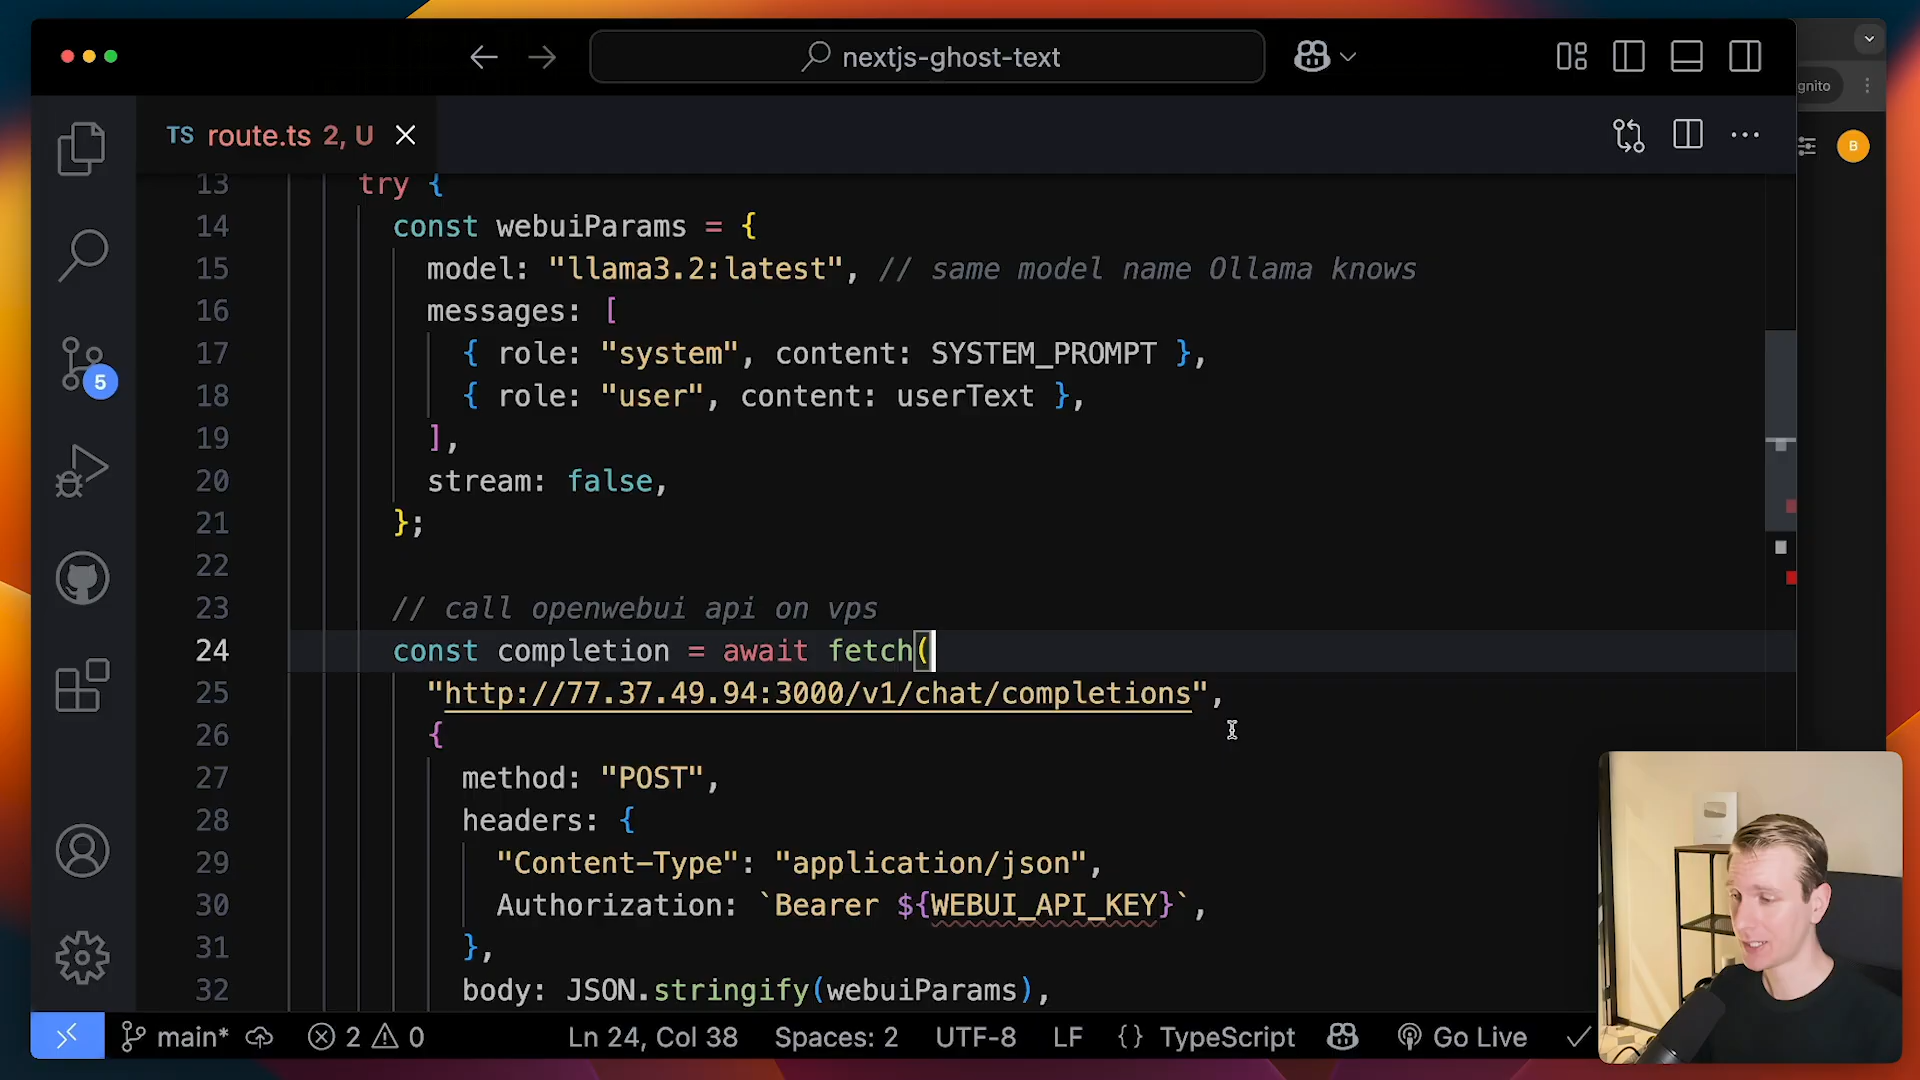 nextjs-ghost-text
gnito
TS route.ts 2, U
B
13 try {
14 const webuiParams = {
15 model: "llama3.2:latest", // same model name Ollama knows
16 messages: [
17 { role: "system", content: SYSTEM_PROMPT },
18 { role: "user", content: userText },
19 ],
20 stream: false,
21 };
22
23 // call openwebui api on vps
24 const completion = await fetch(
25 "http://77.37.49.94:3000/v1/chat/completions",
26 {
27 method: "POST",
28 headers: {
29 "Content-Type": "application/json",
30 Authorization: `Bearer ${WEBUI_API_KEY}`,
31 },
32 body: JSON.stringify(webuiParams),
5
main* 2 0 Ln 24, Col 38 Spaces: 2 UTF-8 LF {} TypeScript Go Live